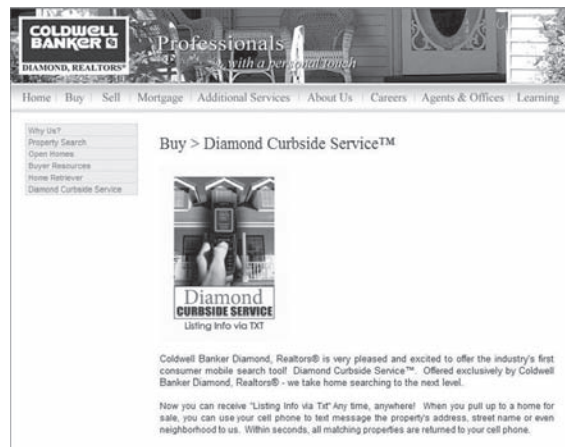 COLDWELL
BANKER
DIAMOND, REALTORS®
Professionals
with a personal touch
Home Buy Sell Mortgage Additional Services About Us Careers Agents & Offices Learning
Why Us?
Property Search
Open Homes
Buyer Resources
Home Retriever
Diamond Curbside Service
Buy > Diamond Curbside Service™
Diamond
CURBSIDE SERVICE
Listing Info via TXT
Coldwell Banker Diamond, Realtors® is very pleased and excited to offer the industry's first
consumer mobile search tool! Diamond Curbside Service™. Offered exclusively by Coldwell
Banker Diamond, Realtors® - we take home searching to the next level.
Now you can receive "Listing Info via Txt" Any time, anywhere! When you pull up to a home for
sale, you can use your cell phone to text message the property's address, street name or even
neighborhood to us. Within seconds, all matching properties are returned to your cell phone.